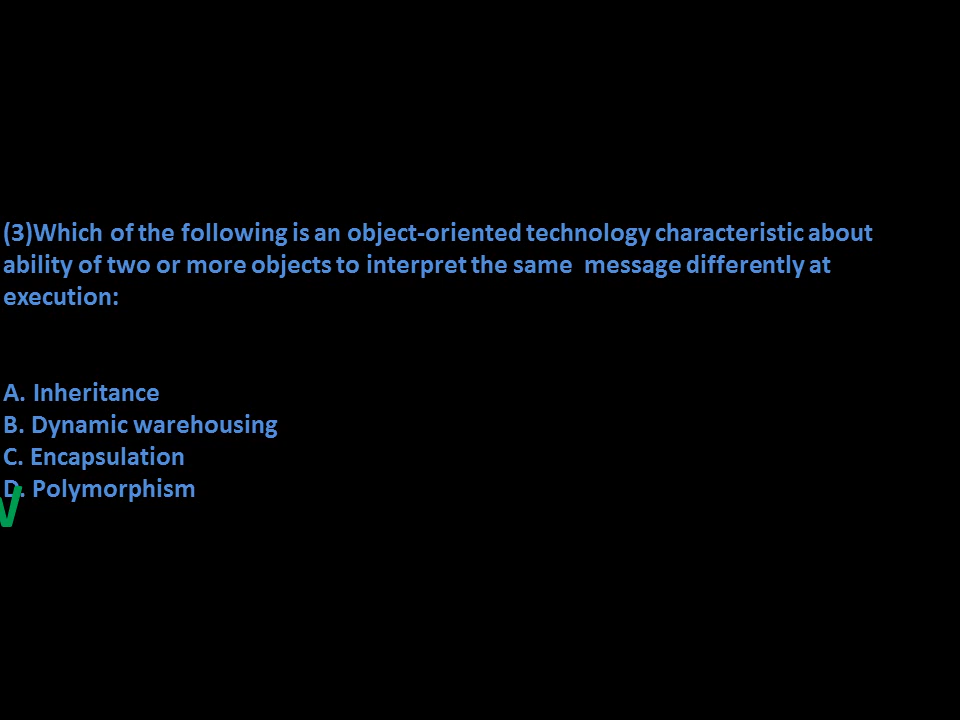 (3)Which of the following is an object-oriented technology characteristic about
ability of two or more objects to interpret the same  message differently at
execution:
A. Inheritance
B. Dynamic warehousing
C. Encapsulation
D. Polymorphism
√